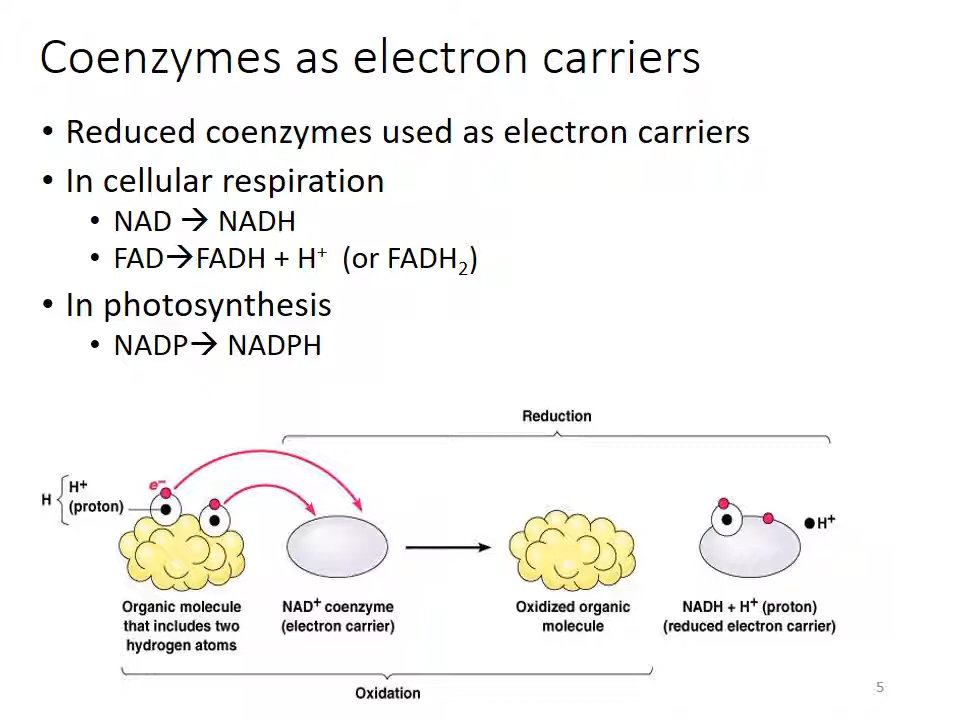 Coenzymes as electron carriers
• Reduced coenzymes used as electron carriers
• In cellular respiration
• NAD → NADH
• FAD→FADH + H⁺ (or FADH₂)
• In photosynthesis
• NADP→ NADPH
Reduction
e⁻
H { H⁺
(proton)
H⁺
Organic molecule
that includes two
hydrogen atoms
NAD⁺ coenzyme
(electron carrier)
Oxidized organic
molecule
NADH + H⁺ (proton)
(reduced electron carrier)
Oxidation
5